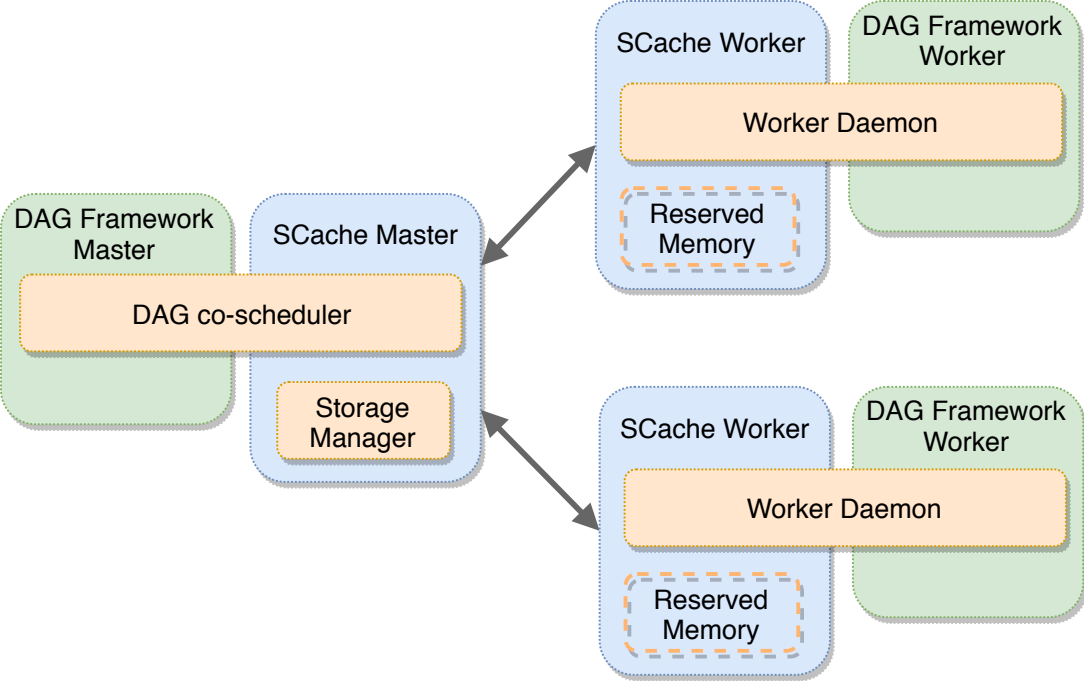 SCache Worker
DAG Framework
Worker
Worker Daemon
Reserved
Memory
DAG Framework
Master
SCache Master
DAG co-scheduler
Storage
Manager
SCache Worker
DAG Framework
Worker
Worker Daemon
Reserved
Memory